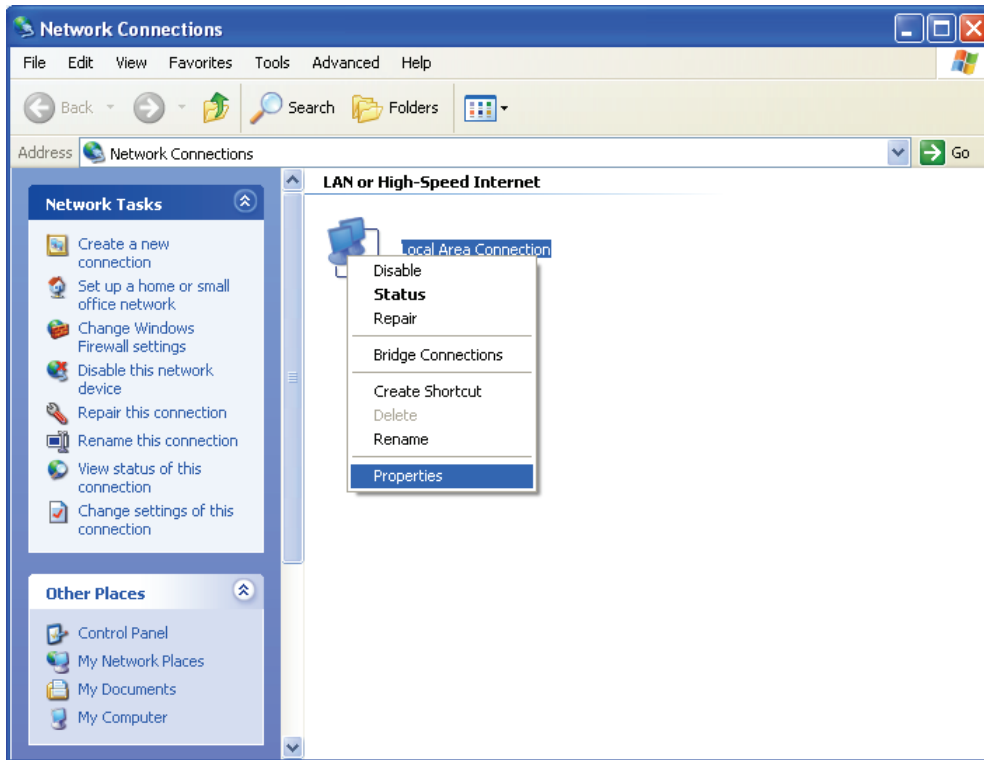 Network Connections
File Edit View Favorites Tools Advanced Help
Back Search Folders
Address Network Connections Go
Network Tasks
Create a new
connection
Set up a home or small
office network
Change Windows
Firewall settings
Disable this network
device
Repair this connection
Rename this connection
View status of this
connection
Change settings of this
connection
Other Places
Control Panel
My Network Places
My Documents
My Computer
LAN or High-Speed Internet
Local Area Connection
Disable
Status
Repair
Bridge Connections
Create Shortcut
Delete
Rename
Properties